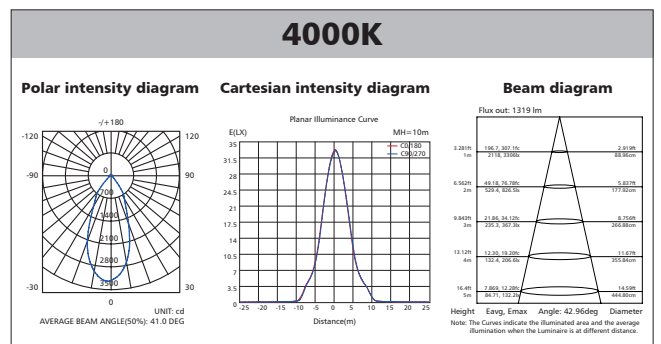 4000K
Polar intensity diagram
Cartesian intensity diagram
Beam diagram
-/+180
-120
120
-90
90
-30
30
0
0
700
1400
2100
2800
3500
UNIT: cd
AVERAGE BEAM ANGLE(50%): 41.0 DEG
Planar Illuminance Curve
E(LX)
MH=10m
C0/180
C90/270
35
31.5
28
24.5
21
17.5
14
10.5
7
3.5
0
-25 -20 -15 -10 -5 0 5 10 15 20 25
Distance(m)
Flux out: 1319 lm
3.281ft 196.7, 307.1fc 2.919ft
1m 2118, 3306lx 88.96cm
6.562ft 49.18, 76.78fc 5.837ft
2m 529.4, 826.5lx 177.92cm
9.843ft 21.86, 34.12fc 8.756ft
3m 235.3, 367.3lx 266.88cm
13.12ft 12.30, 19.20fc 11.67ft
4m 132.4, 206.6lx 355.84cm
16.4ft 7.869, 12.28fc 14.59ft
5m 84.71, 132.2lx 444.80cm
Height Eavg, Emax Angle: 42.96deg Diameter
Note: The Curves indicate the illuminated area and the average
illumination when the Luminaire is at different distance.